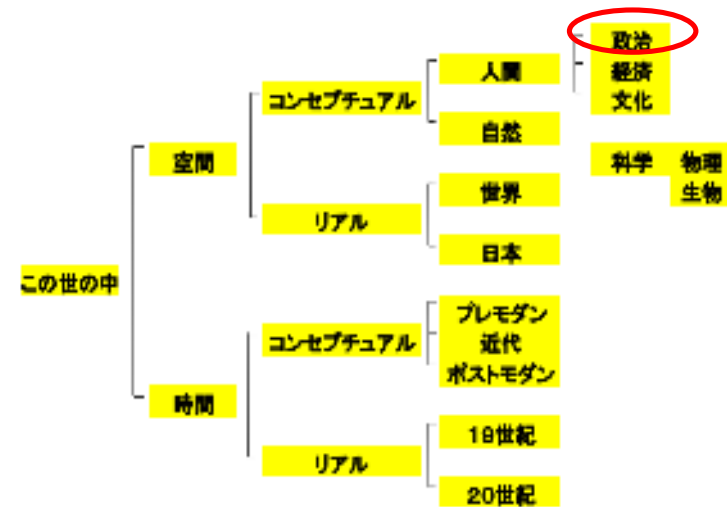 政治
人間
経済
コンセプチュアル
文化
自然
空間
科学 物理
世界
生物
リアル
日本
この世の中
プレモダン
コンセプチュアル
近代
ポストモダン
時間
19世紀
リアル
20世紀